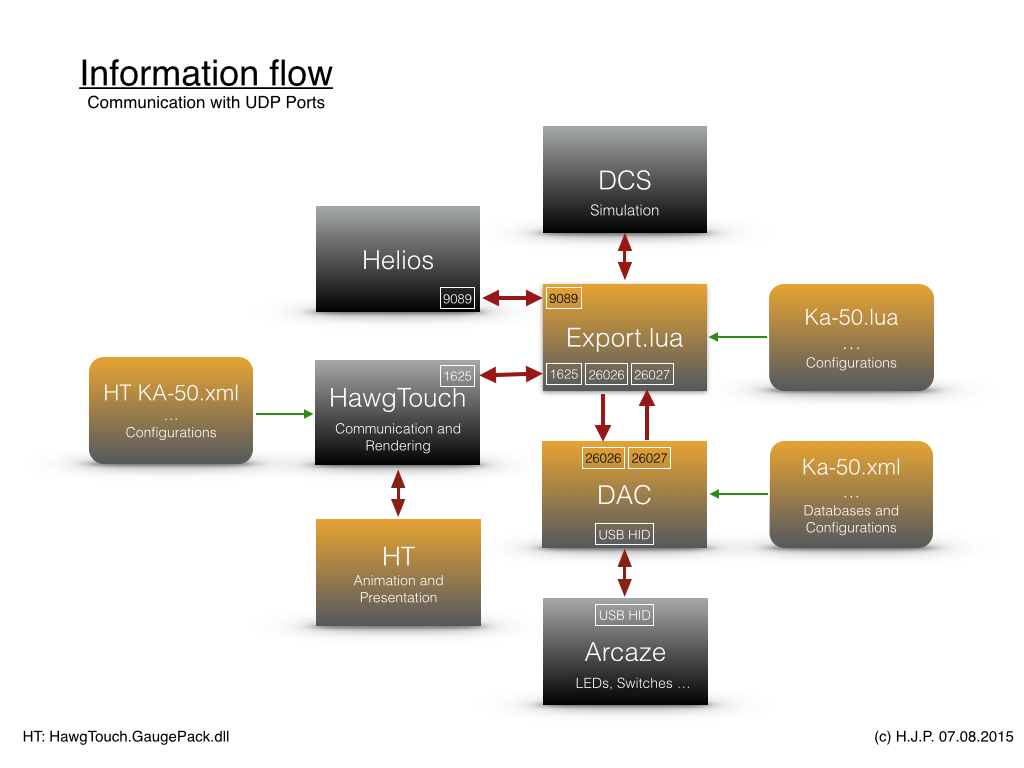 Information flow
Communication with UDP Ports
DCS
Simulation
Helios
9089
9089
Export.lua
1625 26026 26027
Ka-50.lua
...
Configurations
HT KA-50.xml
...
Configurations
1625
HawgTouch
Communication and
Rendering
26026 26027
DAC
USB HID
Ka-50.xml
...
Databases and
Configurations
HT
Animation and
Presentation
USB HID
Arcaze
LEDs, Switches ...
HT: HawgTouch.GaugePack.dll
(c) H.J.P. 07.08.2015